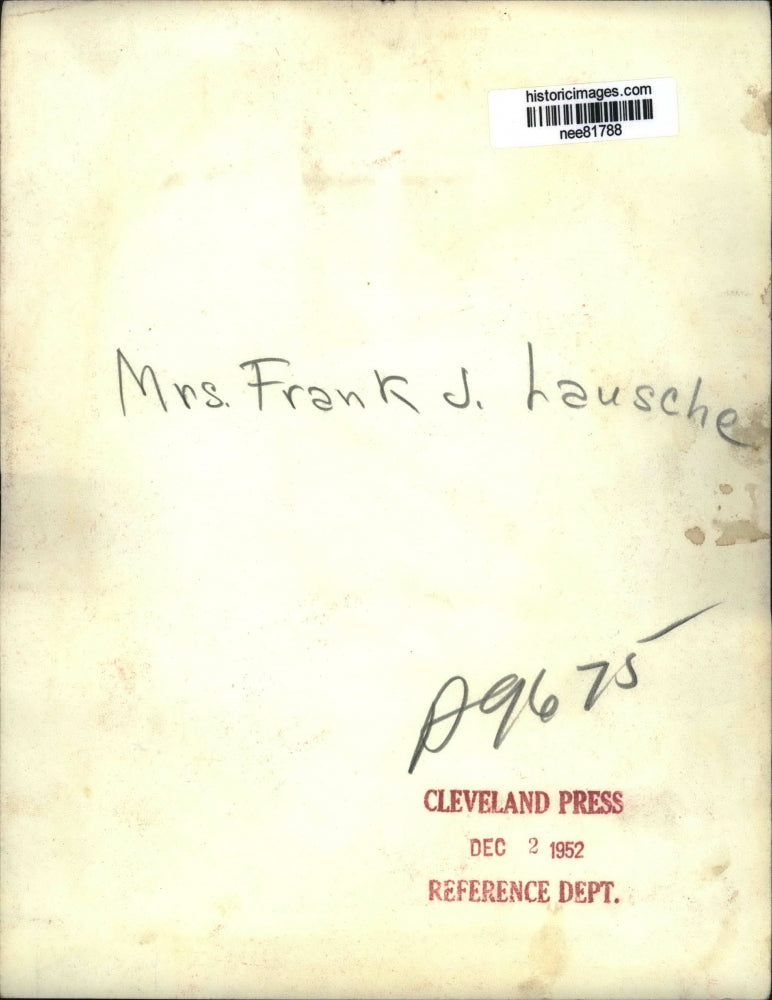 historicimages.com
nee81788
Mrs. Frank J. Lausche
A9675
CLEVELAND PRESS
DEC 2 1952
REFERENCE DEPT.